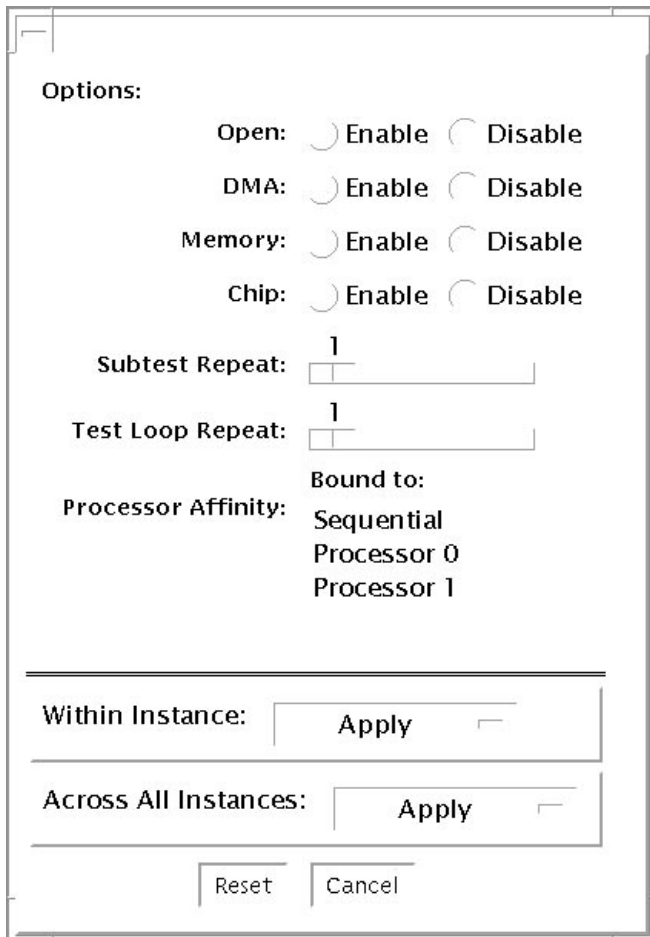 Options:
Open: Enable Disable
DMA: Enable Disable
Memory: Enable Disable
Chip: Enable Disable
1
Subtest Repeat:
1
Test Loop Repeat:
Bound to:
Processor Affinity:
Sequential
Processor 0
Processor 1
Within Instance: Apply
Across All Instances: Apply
Reset Cancel